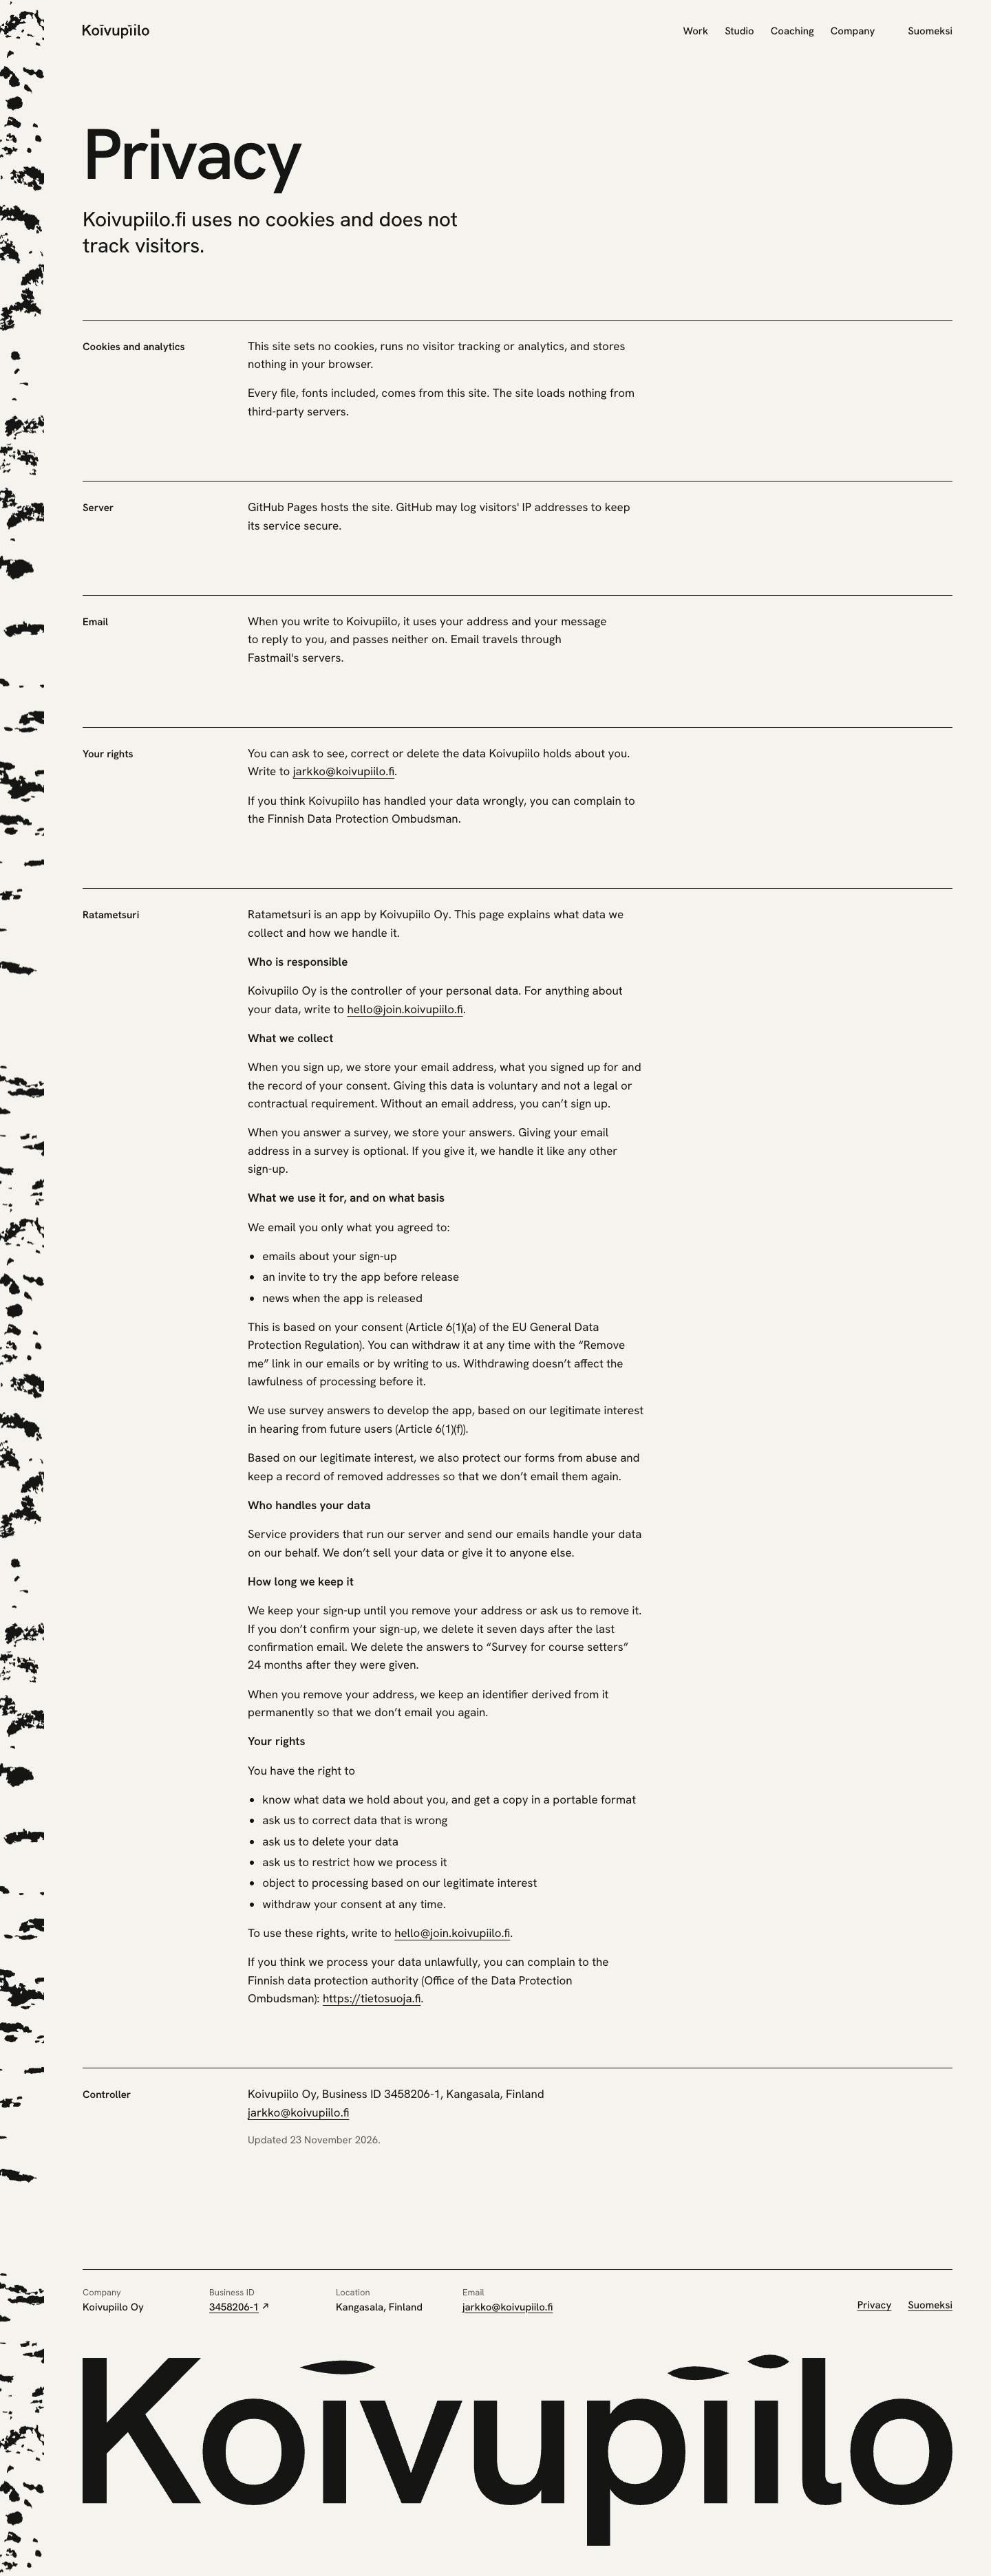 Koivupiilo
Work Studio Coaching Company Suomeksi
Privacy
Koivupiilo.fi uses no cookies and does not
track visitors.
Cookies and analytics
This site sets no cookies, runs no visitor tracking or analytics, and stores
nothing in your browser.
Every file, fonts included, comes from this site. The site loads nothing from
third-party servers.
Server
GitHub Pages hosts the site. GitHub may log visitors' IP addresses to keep
its service secure.
Email
When you write to Koivupiilo, it uses your address and your message
to reply to you, and passes neither on. Email travels through
Fastmail's servers.
Your rights
You can ask to see, correct or delete the data Koivupiilo holds about you.
Write to jarkko@koivupiilo.fi.
If you think Koivupiilo has handled your data wrongly, you can complain to
the Finnish Data Protection Ombudsman.
Ratametsuri
Ratametsuri is an app by Koivupiilo Oy. This page explains what data we
collect and how we handle it.
Who is responsible
Koivupiilo Oy is the controller of your personal data. For anything about
your data, write to hello@join.koivupiilo.fi.
What we collect
When you sign up, we store your email address, what you signed up for and
the record of your consent. Giving this data is voluntary and not a legal or
contractual requirement. Without an email address, you can’t sign up.
When you answer a survey, we store your answers. Giving your email
address in a survey is optional. If you give it, we handle it like any other
sign-up.
What we use it for, and on what basis
We email you only what you agreed to:
• emails about your sign-up
• an invite to try the app before release
• news when the app is released
This is based on your consent (Article 6(1)(a) of the EU General Data
Protection Regulation). You can withdraw it at any time with the “Remove
me” link in our emails or by writing to us. Withdrawing doesn’t affect the
lawfulness of processing before it.
We use survey answers to develop the app, based on our legitimate interest
in hearing from future users (Article 6(1)(f)).
Based on our legitimate interest, we also protect our forms from abuse and
keep a record of removed addresses so that we don’t email them again.
Who handles your data
Service providers that run our server and send our emails handle your data
on our behalf. We don’t sell your data or give it to anyone else.
How long we keep it
We keep your sign-up until you remove your address or ask us to remove it.
If you don’t confirm your sign-up, we delete it seven days after the last
confirmation email. We delete the answers to “Survey for course setters”
24 months after they were given.
When you remove your address, we keep an identifier derived from it
permanently so that we don’t email you again.
Your rights
You have the right to
• know what data we hold about you, and get a copy in a portable format
• ask us to correct data that is wrong
• ask us to delete your data
• ask us to restrict how we process it
• object to processing based on our legitimate interest
• withdraw your consent at any time.
To use these rights, write to hello@join.koivupiilo.fi.
If you think we process your data unlawfully, you can complain to the
Finnish data protection authority (Office of the Data Protection
Ombudsman): https://tietosuoja.fi.
Controller
Koivupiilo Oy, Business ID 3458206-1, Kangasala, Finland
jarkko@koivupiilo.fi
Updated 23 November 2026.
Company Business ID Location Email
Koivupiilo Oy 3458206-1 ↗ Kangasala, Finland jarkko@koivupiilo.fi Privacy Suomeksi
Koivupiilo